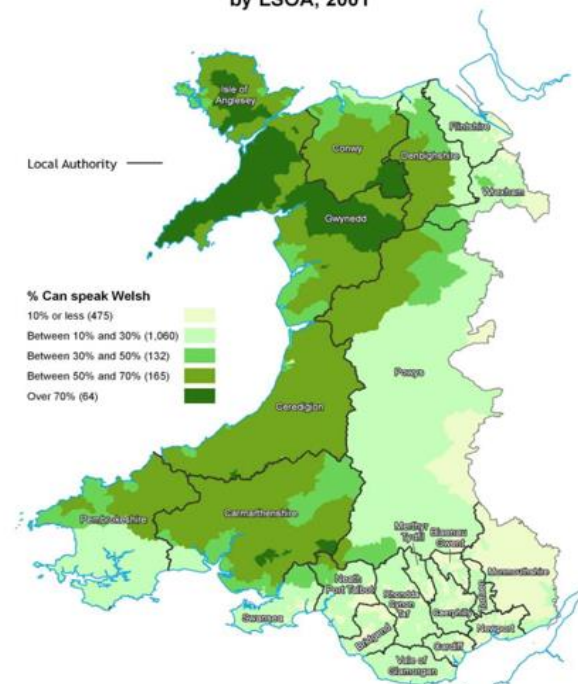 by LSOA, 2001
Isle of
Anglesey
Flintshire
Conwy
Denbighshire
Local Authority
Wrexham
Gwynedd
% Can speak Welsh
10% or less (475)
Between 10% and 30% (1,060)
Between 30% and 50% (132)
Between 50% and 70% (165)
Over 70% (64)
Powys
Ceredigion
Pembrokeshire
Carmarthenshire
Merthyr
Tydfil
Blaenau
Gwent
Monmouthshire
Neath
Port Talbot
Rhondda
Cynon
Taf
Caerphilly
Torfaen
Swansea
Bridgend
Newport
Cardiff
Vale of
Glamorgan